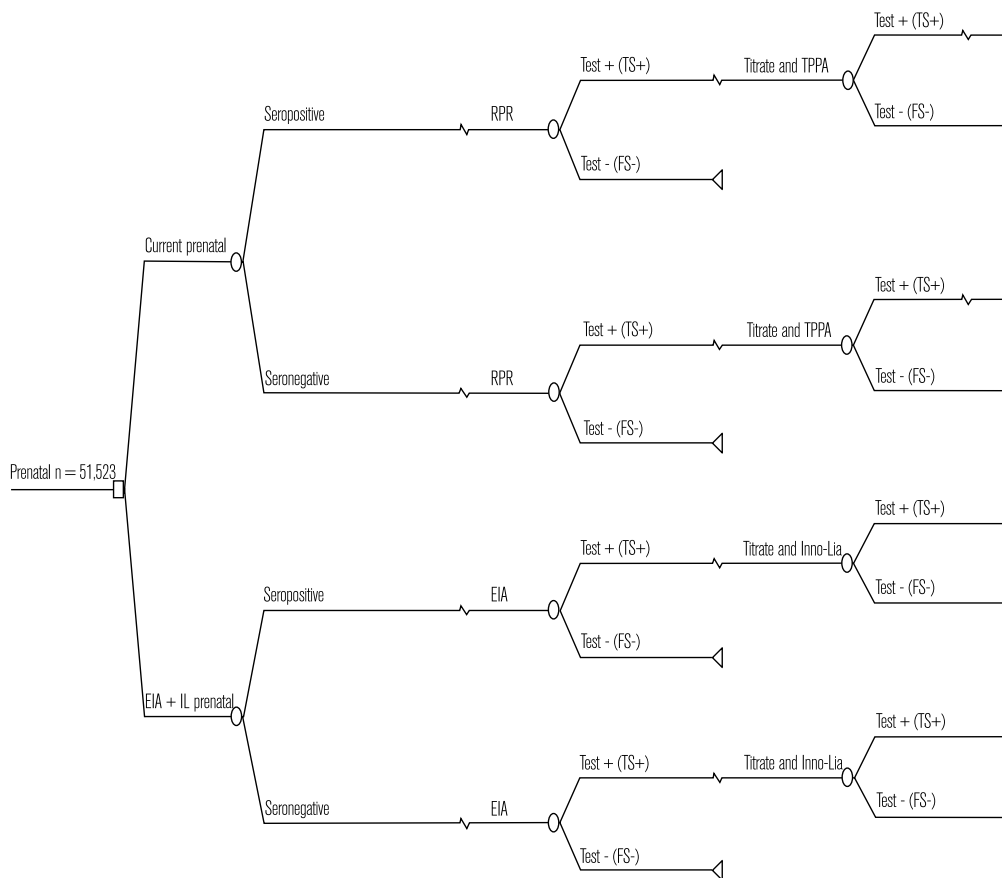 Test + (TS+)
Test + (TS+)
Titrate and TPPA
Test - (FS-)
Seropositive
RPR
Test - (FS-)
Current prenatal
Test + (TS+)
Test + (TS+)
Titrate and TPPA
Test - (FS-)
Seronegative
RPR
Test - (FS-)
Prenatal n = 51,523
Test + (TS+)
Test + (TS+)
Titrate and Inno-Lia
Test - (FS-)
Seropositive
EIA
Test - (FS-)
EIA + IL prenatal
Test + (TS+)
Test + (TS+)
Titrate and Inno-Lia
Test - (FS-)
Seronegative
EIA
Test - (FS-)